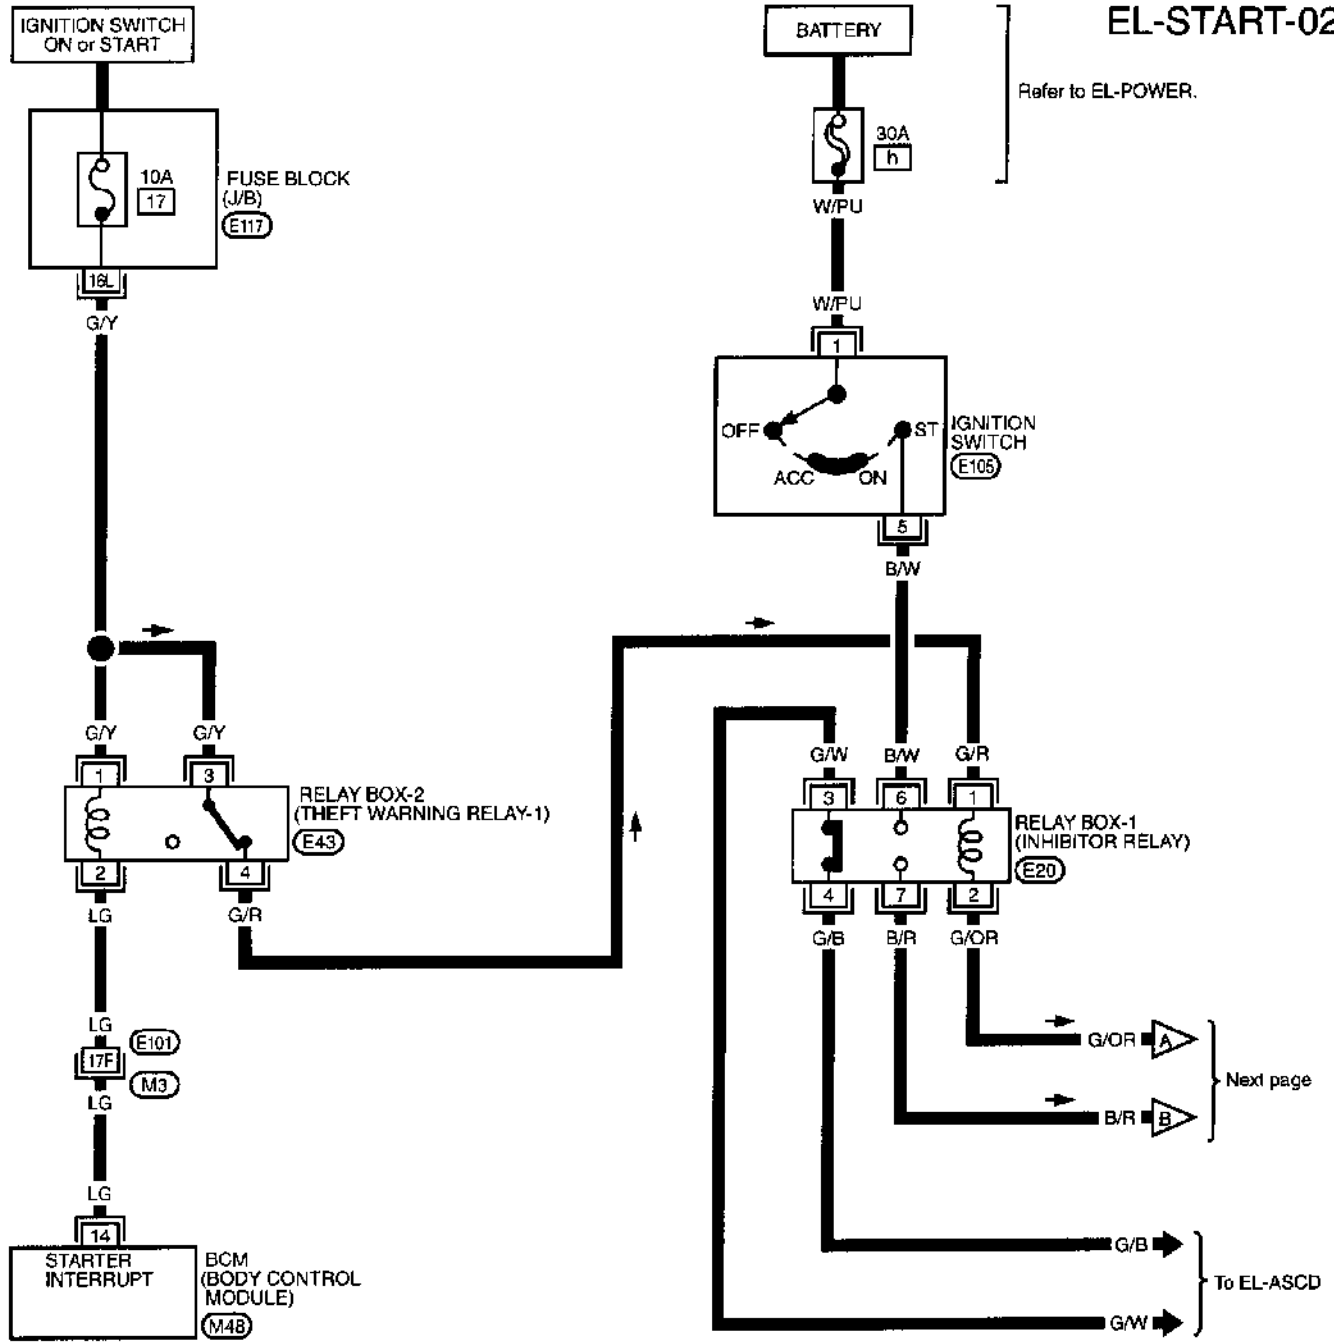 IGNITION SWITCH
ON or START
BATTERY
EL-START-02
Refer to EL-POWER.
10A
17
FUSE BLOCK
(J/B)
E117
30A
h
W/PU
16L
G/Y
W/PU
1
OFF
ST
ACC
ON
IGNITION
SWITCH
E105
5
B/W
G/Y
G/Y
1
3
RELAY BOX-2
(THEFT WARNING RELAY-1)
E43
2
4
LG
G/R
G/W
B/W
G/R
3
6
1
RELAY BOX-1
(INHIBITOR RELAY)
E20
4
7
2
G/B
B/R
G/OR
LG
E101
17F
M3
LG
G/OR
A
B/R
B
Next page
LG
14
STARTER
INTERRUPT
BCM
(BODY CONTROL
MODULE)
M48
G/B
To EL-ASCD
G/W